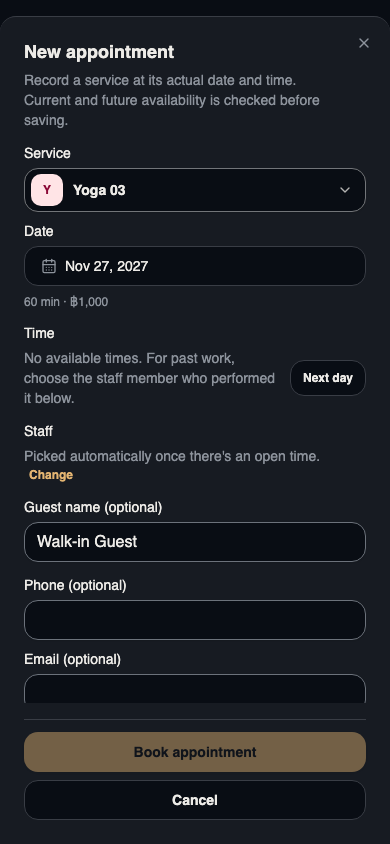 New appointment
Record a service at its actual date and time.
Current and future availability is checked before
saving.
Service
Y
Yoga 03
Date
Nov 27, 2027
60 min · ฿1,000
Time
No available times. For past work,
choose the staff member who performed
it below.
Next day
Staff
Picked automatically once there's an open time.
Change
Guest name (optional)
Walk-in Guest
Phone (optional)
Email (optional)
Book appointment
Cancel